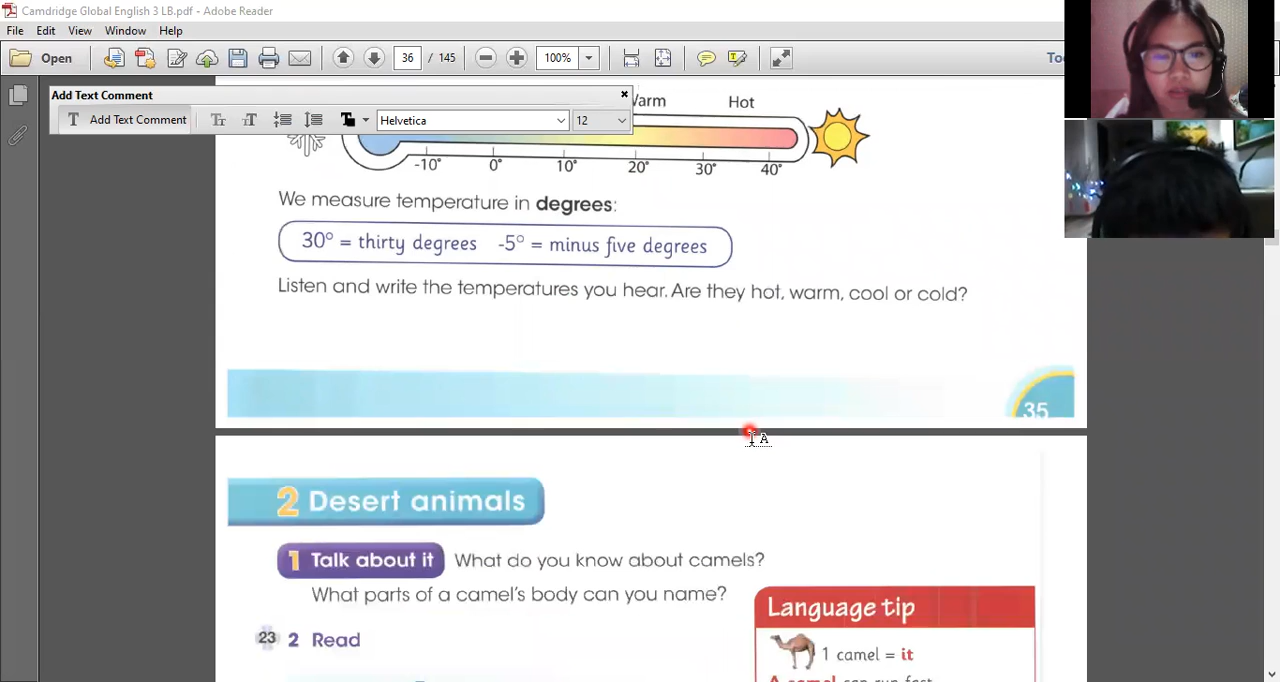 Camdridge Global English 3 LB.pdf - Adobe Reader
File Edit View Window Help
Open 36 / 145 100%
Add Text Comment
T Add Text Comment Helvetica 12
Hot
-10° 0° 10° 20° 30° 40°
We measure temperature in degrees:
30° = thirty degrees -5° = minus five degrees
Listen and write the temperatures you hear. Are they hot, warm, cool or cold?
35
2 Desert animals
1 Talk about it What do you know about camels?
What parts of a camel's body can you name?
Language tip
23 2 Read
1 camel = it
A camel can run fast